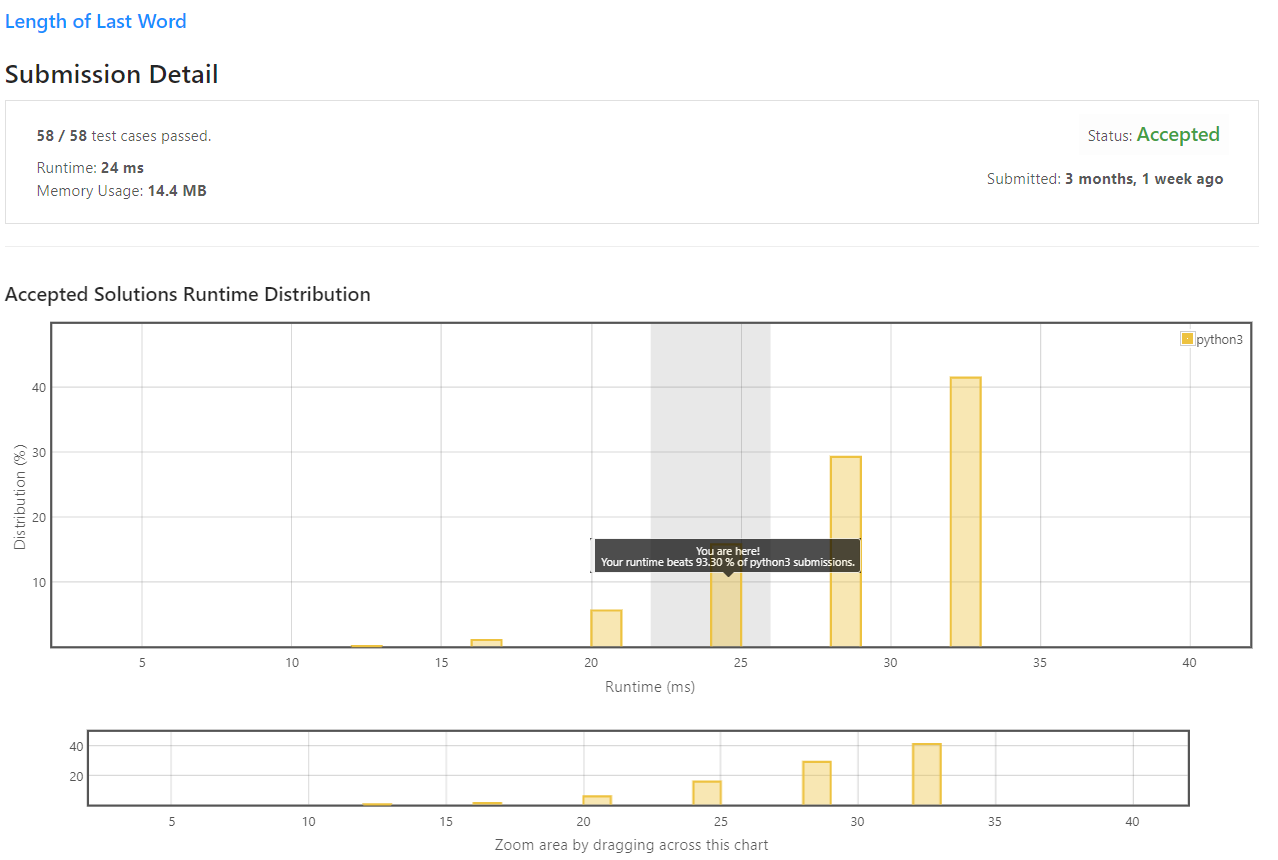 Length of Last Word
Submission Detail
58 / 58 test cases passed.
Status: Accepted
Runtime: 24 ms
Memory Usage: 14.4 MB
Submitted: 3 months, 1 week ago
Accepted Solutions Runtime Distribution
python3
Distribution (%)
40
30
20
10
You are here!
Your runtime beats 93.30 % of python3 submissions.
5 10 15 20 25 30 35 40
Runtime (ms)
40
20
5 10 15 20 25 30 35 40
Zoom area by dragging across this chart